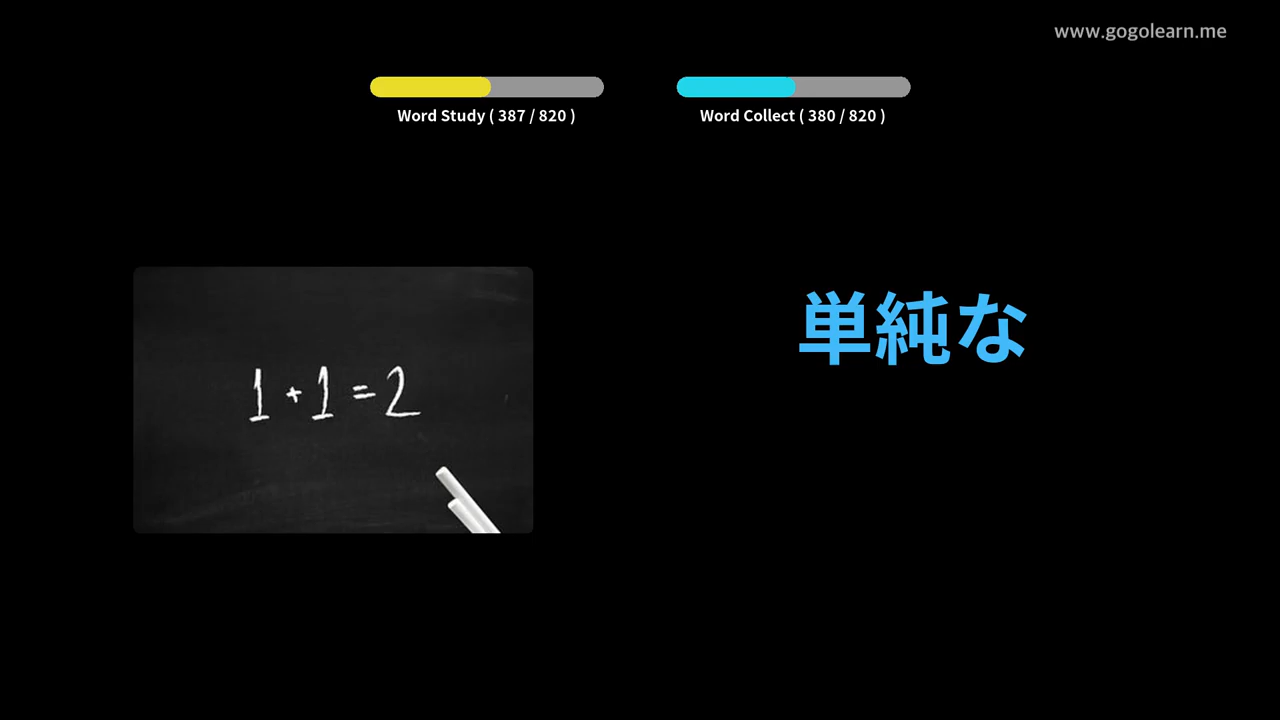 www.gogolearn.me
Word Study ( 387 / 820 )
Word Collect ( 380 / 820 )
1 + 1 = 2
単純な